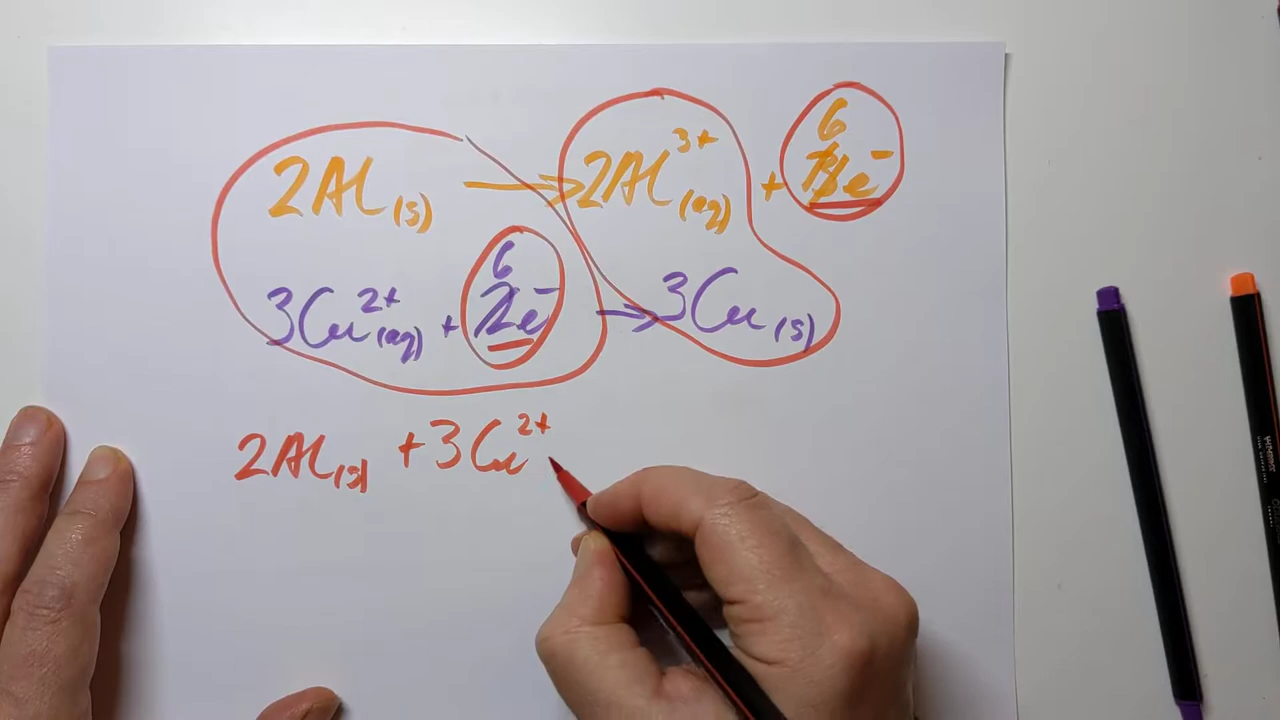 2Al(s) → 2Al³⁺(aq) + 6 3e⁻
3Cu²⁺(aq) + 6 2e⁻ → 3Cu(s)
2Al(s) + 3Cu²⁺